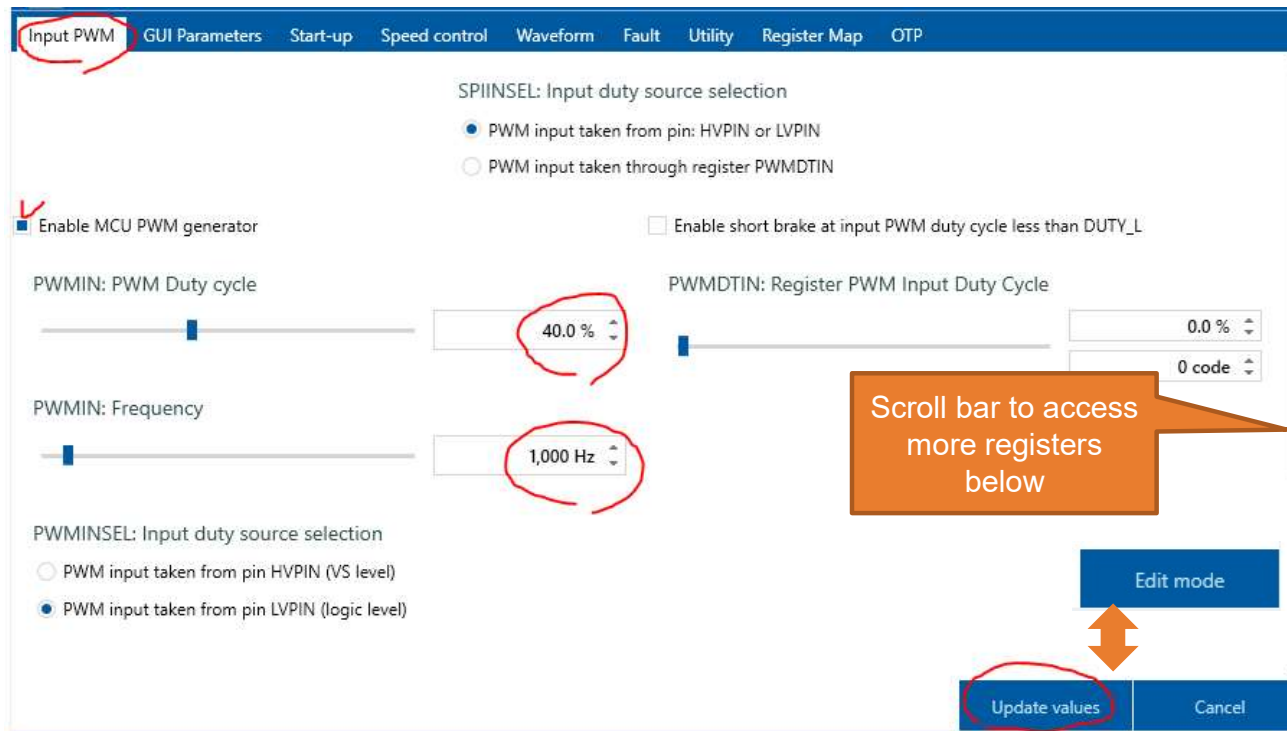 Input PWM GUI Parameters Start-up Speed control Waveform Fault Utility Register Map OTP
SPIINSEL: Input duty source selection
PWM input taken from pin: HVPIN or LVPIN
PWM input taken through register PWMDTIN
Enable MCU PWM generator
Enable short brake at input PWM duty cycle less than DUTY_L
PWMIN: PWM Duty cycle
40.0 %
PWMDTIN: Register PWM Input Duty Cycle
0.0 %
0 code
PWMIN: Frequency
1,000 Hz
Scroll bar to access
more registers
below
PWMINSEL: Input duty source selection
PWM input taken from pin HVPIN (VS level)
PWM input taken from pin LVPIN (logic level)
Edit mode
Update values Cancel